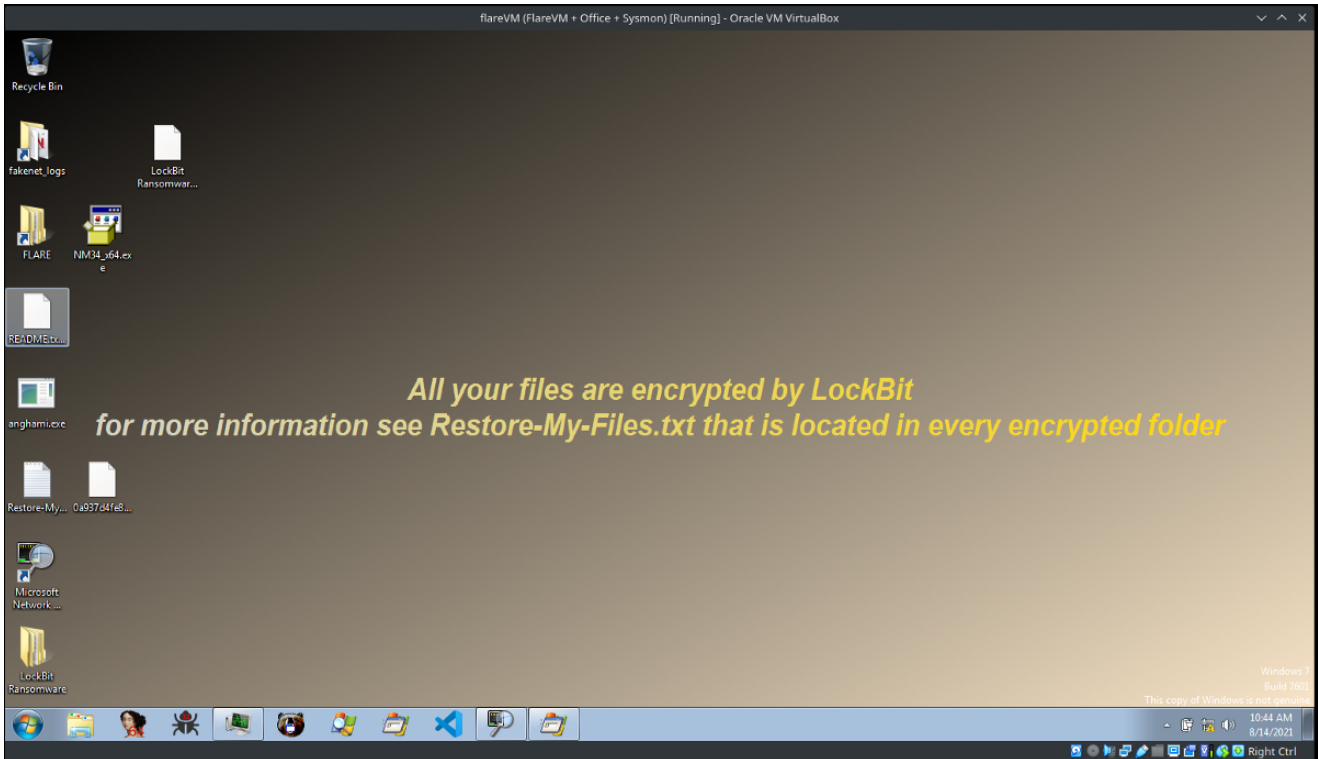 flareVM (FlareVM + Office + Sysmon) [Running] - Oracle VM VirtualBox
Recycle Bin
fakenet_logs
LockBit
Ransomwar...
FLARE
NM34_x64.ex
e
README.tx...
All your files are encrypted by LockBit
anghami.exe
for more information see Restore-My-Files.txt that is located in every encrypted folder
Restore-My...
0a937d4fe8...
Microsoft
Network ...
LockBit
Ransomware
Windows 7
Build 7601
This copy of Windows is not genuine
10:44 AM
8/14/2021
Right Ctrl